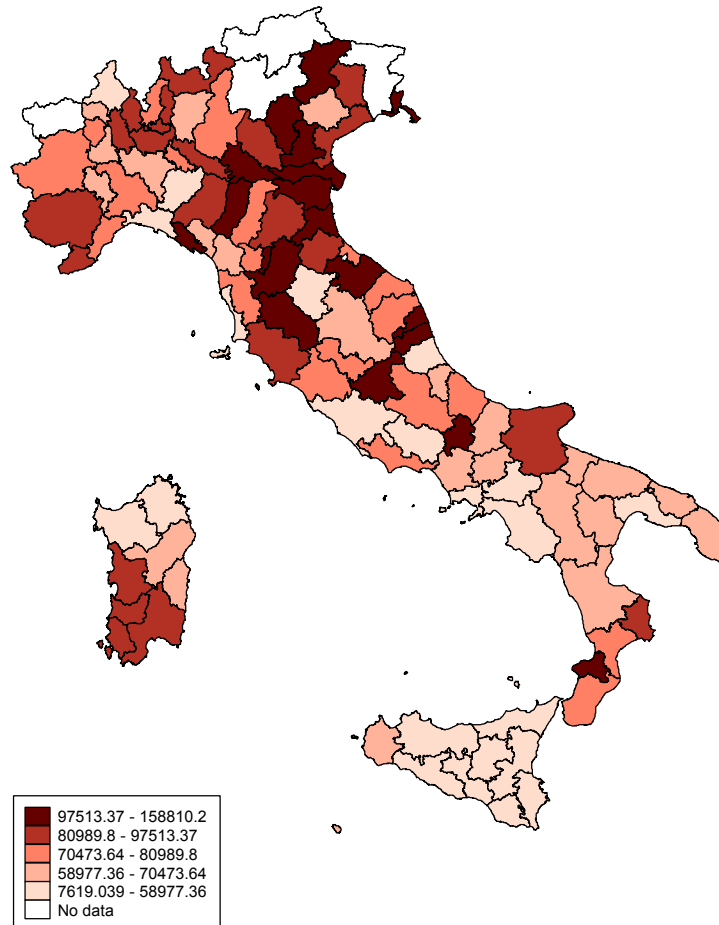 97513.37 - 158810.2
80989.8 - 97513.37
70473.64 - 80989.8
58977.36 - 70473.64
7619.039 - 58977.36
No data